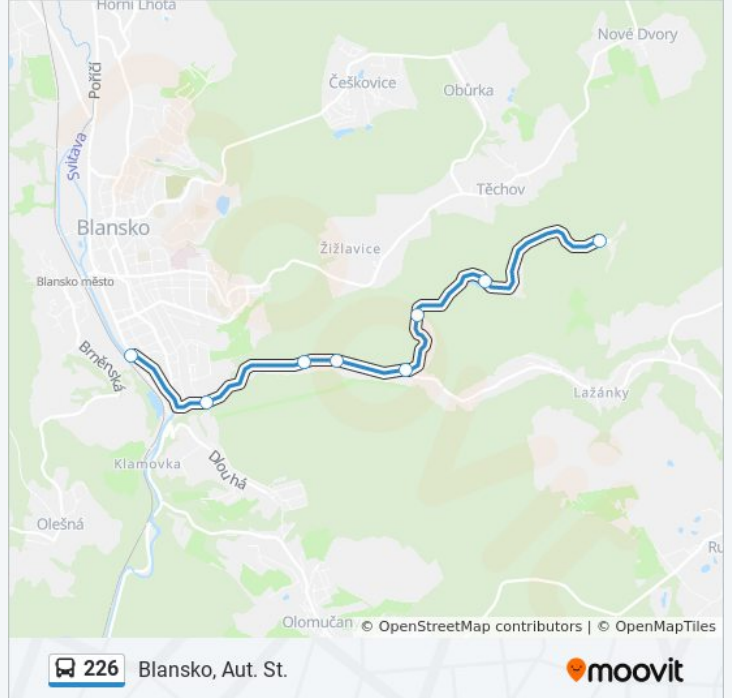 Horní Lhota
Nové Dvory
Poříčí
Češkovice
Obůrka
Svitava
Těchov
Blansko
Žižlavice
Blansko město
Brněnská
Lažánky
Klamovka
Dlouhá
Olešná
Ru
Olomučan
© OpenStreetMap contributors | © OpenMapTiles
226 Blansko, Aut. St.
moovit